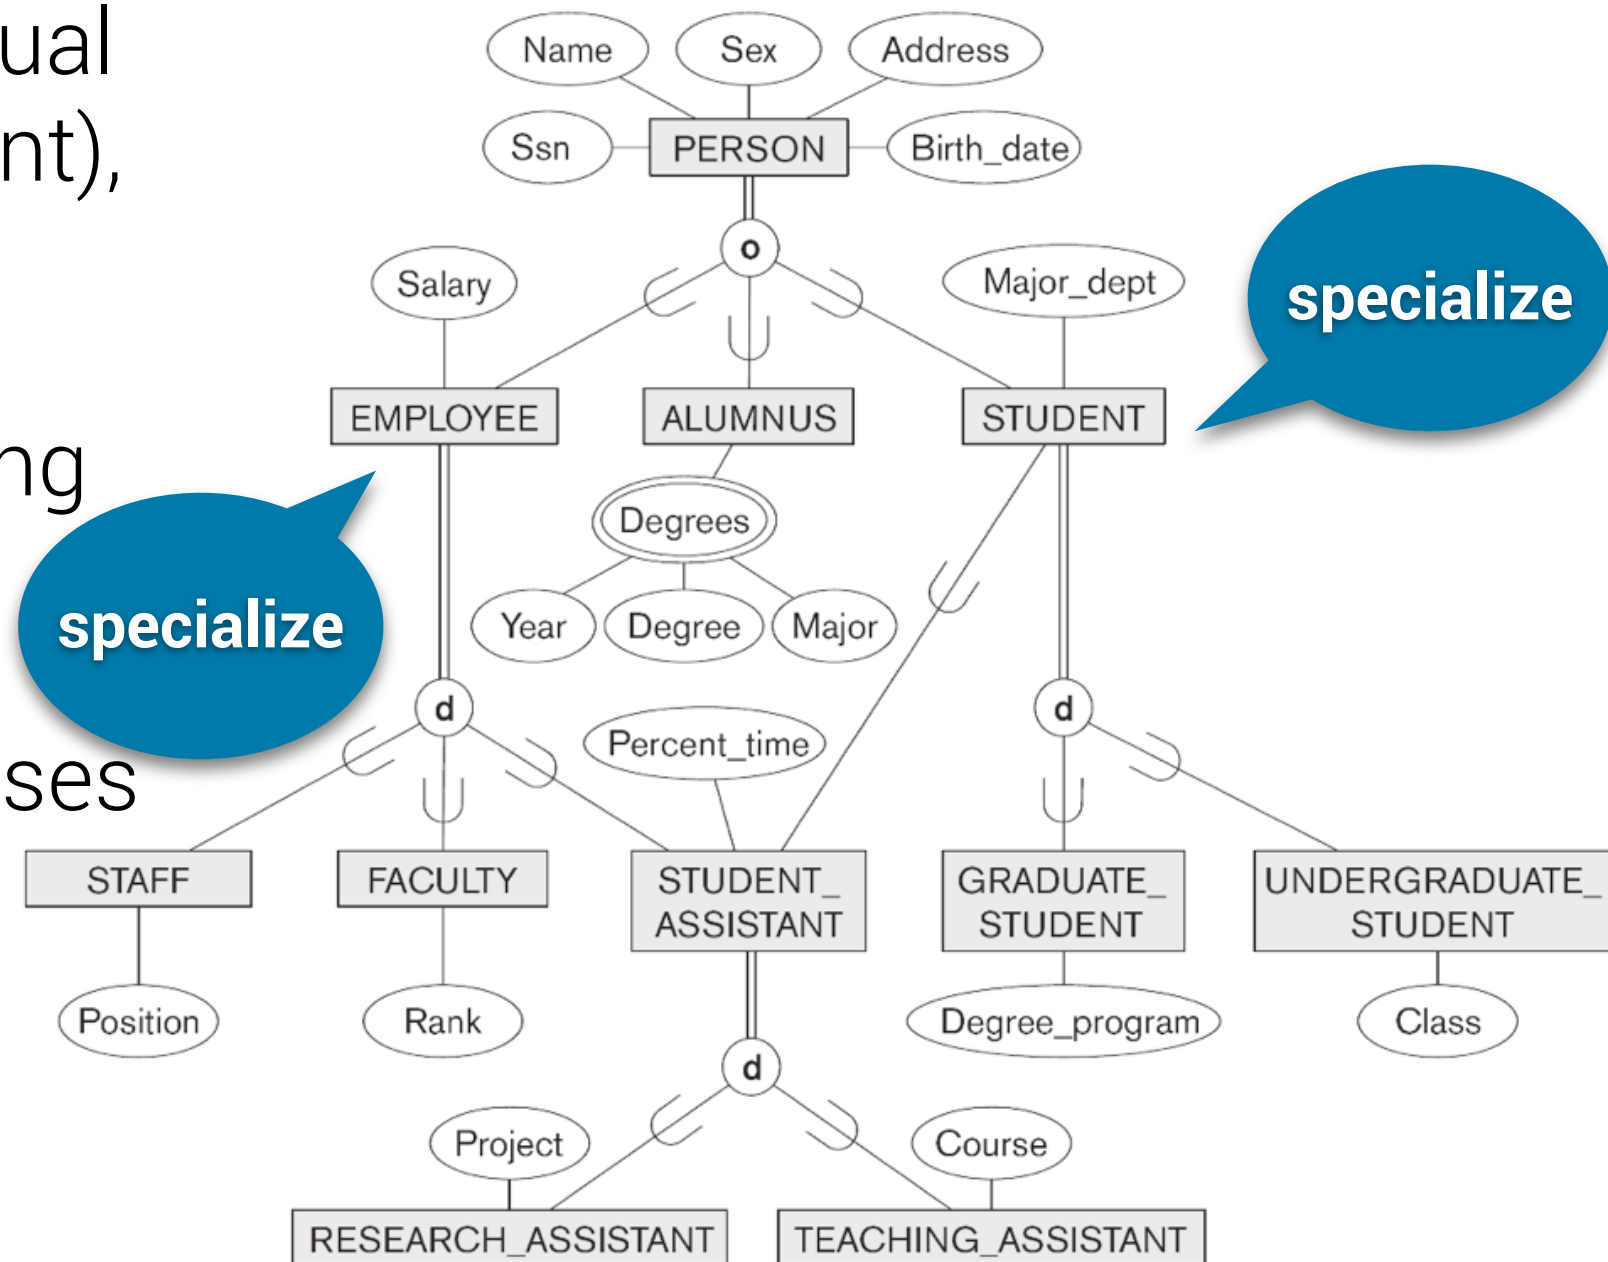 ual
nt),
ng
ses
Name
Sex
Address
Ssn
PERSON
Birth_date
o
Salary
Major_dept
specialize
EMPLOYEE
ALUMNUS
STUDENT
Degrees
specialize
Year
Degree
Major
d
d
Percent_time
STAFF
FACULTY
STUDENT_
ASSISTANT
GRADUATE_
STUDENT
UNDERGRADUATE_
STUDENT
Position
Rank
Degree_program
Class
d
Project
Course
RESEARCH_ASSISTANT
TEACHING_ASSISTANT